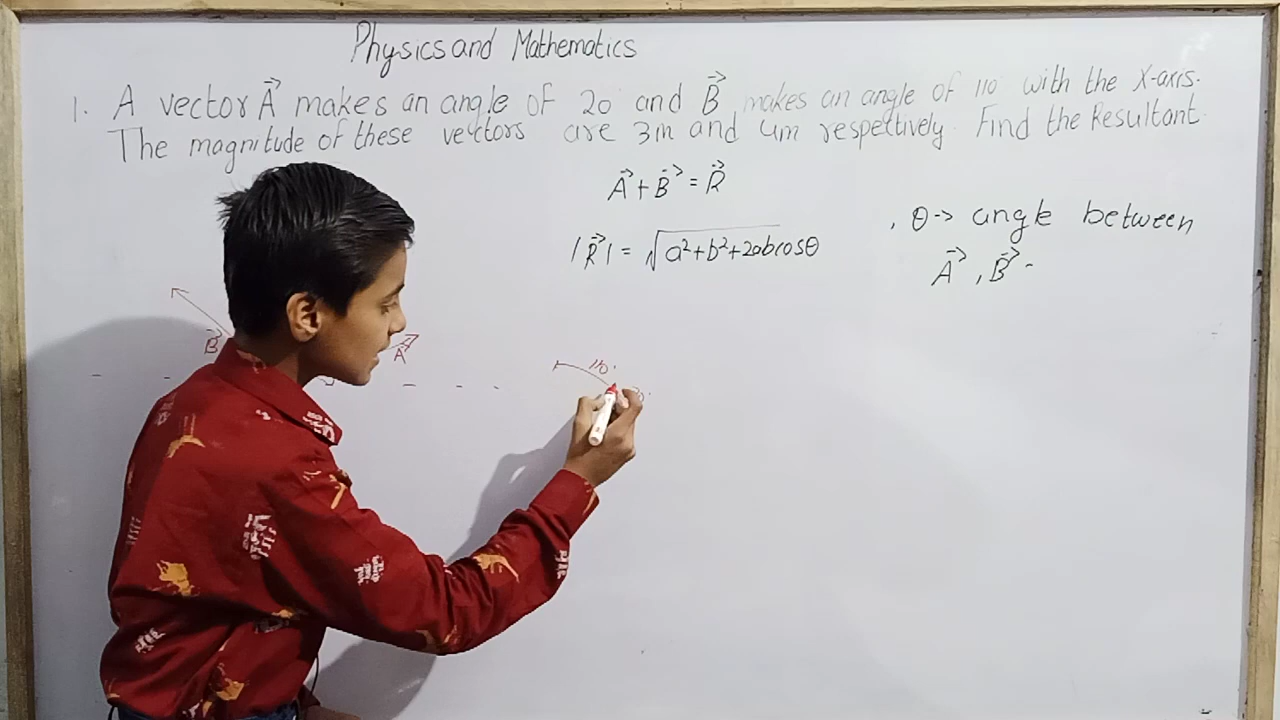 Physics and Mathematics
1. A vector A⃗ makes an angle of 20 and B⃗ makes an angle of 110 with the X-axis.
The magnitude of these vectors are 3m and 4m respectively. Find the Resultant.
A⃗ + B⃗ = R⃗
|R⃗| = √a²+b²+2abcosθ
, θ→ angle between
A⃗ , B⃗ -
B⃗
A⃗
110°